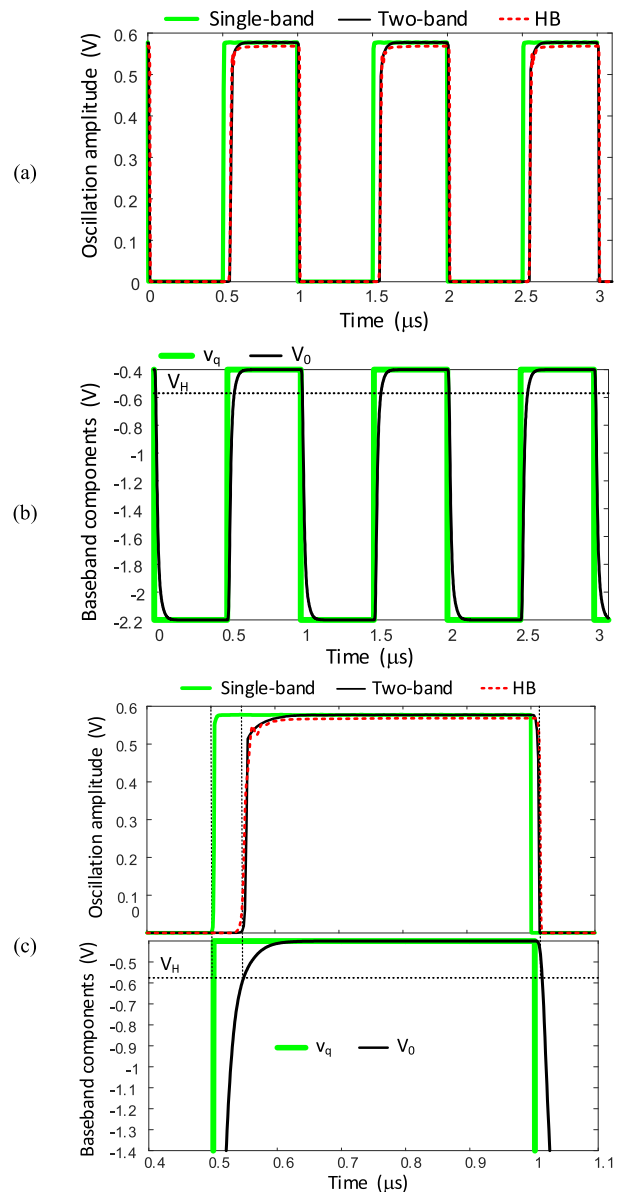 Single-band Two-band HB
(a)
Oscillation amplitude (V)
0.6
0.5
0.4
0.3
0.2
0.1
0
0 0.5 1 1.5 2 2.5 3
Time (μs)
vq V0
(b)
Baseband components (V)
-0.4
-0.6
-0.8
-1
-1.2
-1.4
-1.6
-1.8
-2
-2.2
VH
0 0.5 1 1.5 2 2.5 3
Time (μs)
Single-band Two-band HB
(c)
Oscillation amplitude (V)
0.6
0.5
0.4
0.3
0.2
0.1
0
Baseband components (V)
-0.5
-0.6
-0.7
-0.8
-0.9
-1
-1.1
-1.2
-1.3
-1.4
VH
vq V0
0.4 0.5 0.6 0.7 0.8 0.9 1 1.1
Time (μs)